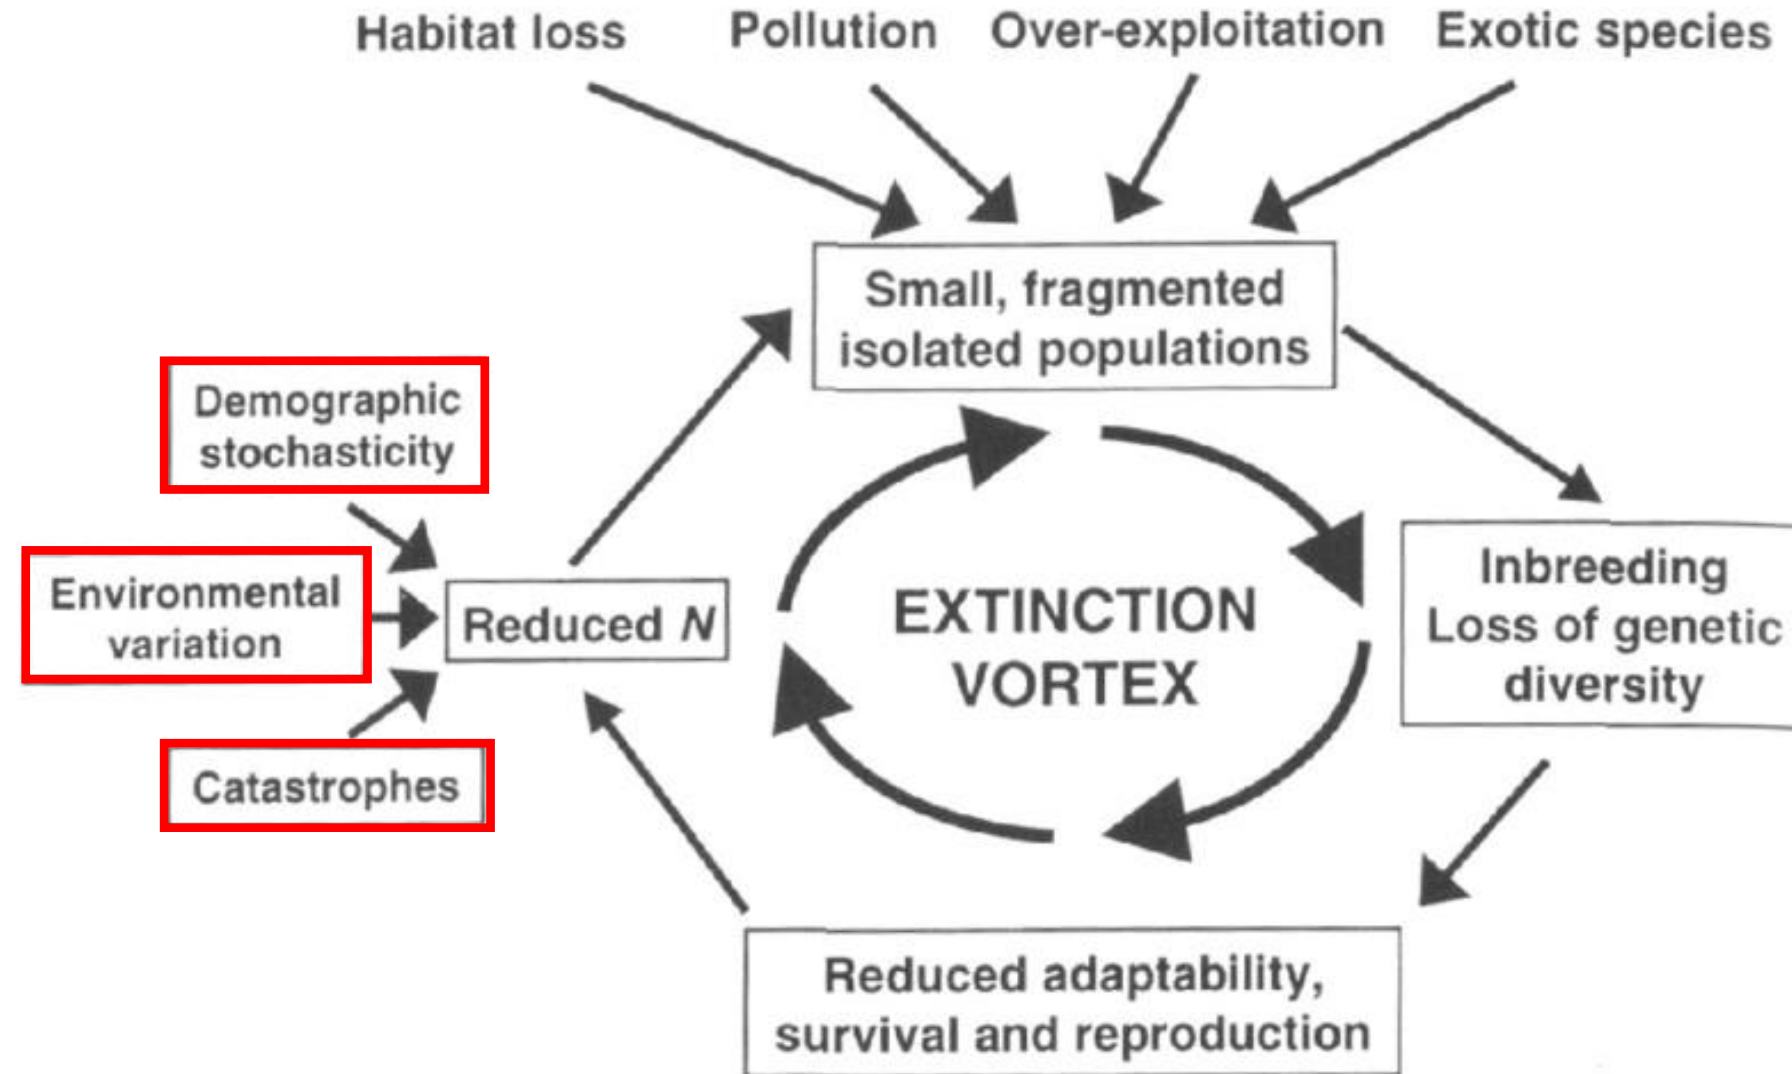 Habitat loss
Pollution
Over-exploitation
Exotic species
Small, fragmented
isolated populations
Demographic
stochasticity
Environmental
variation
Reduced N
EXTINCTION
VORTEX
Inbreeding
Loss of genetic
diversity
Catastrophes
Reduced adaptability,
survival and reproduction